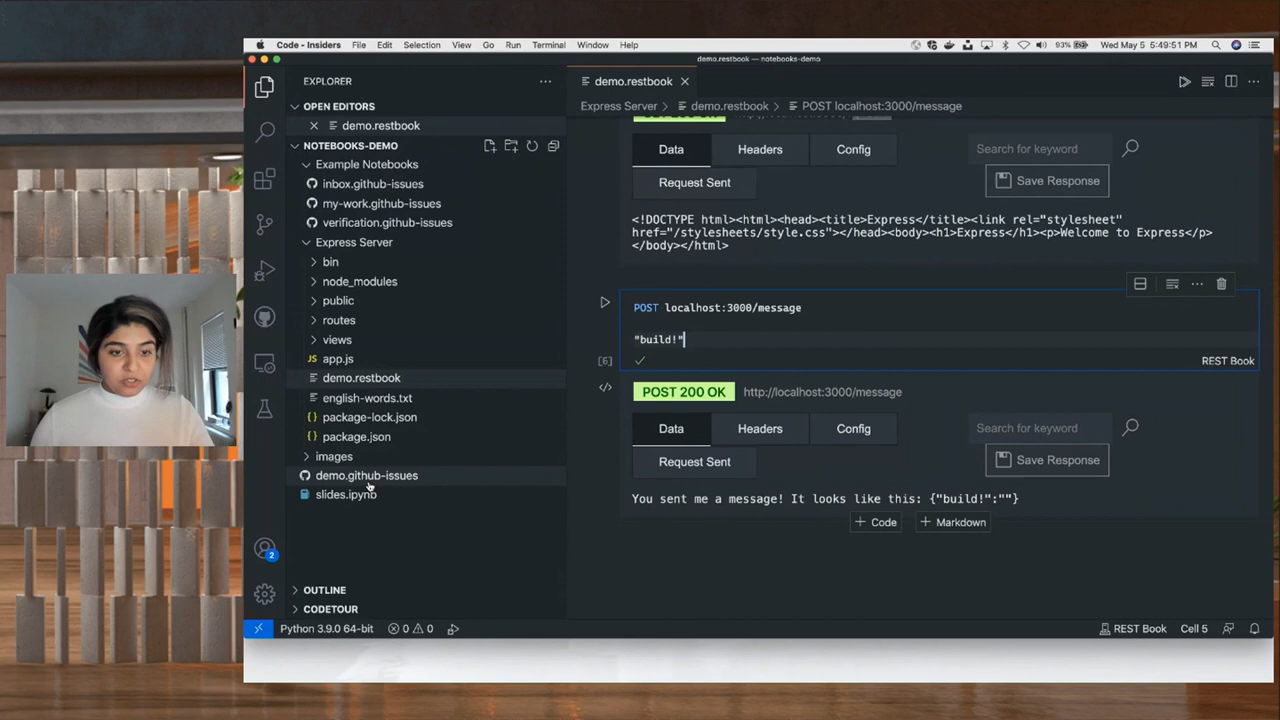 Code - Insiders File Edit Selection View Go Run Terminal Window Help 93% Wed May 5 5:49:51 PM
demo.restbook — notebooks-demo
EXPLORER
OPEN EDITORS
demo.restbook
NOTEBOOKS-DEMO
Example Notebooks
inbox.github-issues
my-work.github-issues
verification.github-issues
Express Server
bin
node_modules
public
routes
views
JS app.js
demo.restbook
english-words.txt
{} package-lock.json
{} package.json
images
demo.github-issues
slides.ipynb
OUTLINE
CODETOUR
2
demo.restbook
Express Server > demo.restbook > POST localhost:3000/message
Data Headers Config Search for keyword
Request Sent Save Response
<!DOCTYPE html><html><head><title>Express</title><link rel="stylesheet"
href="/stylesheets/style.css"></head><body><h1>Express</h1><p>Welcome to Express</p>
</body></html>
POST localhost:3000/message
"build!"
[6] REST Book
POST 200 OK http://localhost:3000/message
Data Headers Config Search for keyword
Request Sent Save Response
You sent me a message! It looks like this: {"build!":""}
+ Code + Markdown
Python 3.9.0 64-bit 0 0 REST Book Cell 5